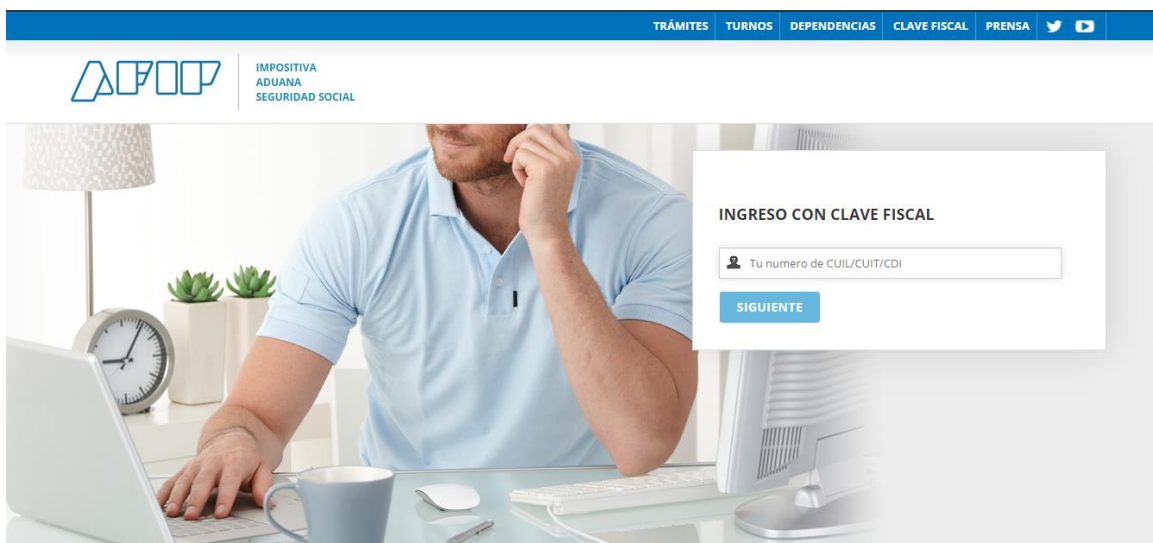 TRÁMITES TURNOS DEPENDENCIAS CLAVE FISCAL PRENSA
AFIP
IMPOSITIVA
ADUANA
SEGURIDAD SOCIAL
INGRESO CON CLAVE FISCAL
Tu numero de CUIL/CUIT/CDI
SIGUIENTE